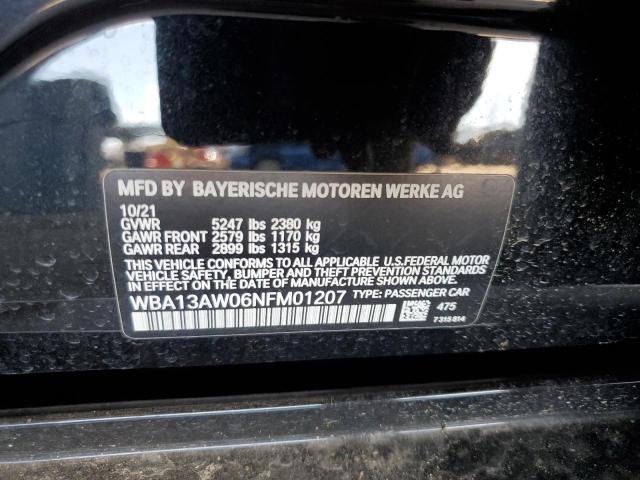 MFD BY BAYERISCHE MOTOREN WERKE AG
10/21
GVWR 5247 lbs 2380 kg
GAWR FRONT 2579 lbs 1170 kg
GAWR REAR 2899 lbs 1315 kg
THIS VEHICLE CONFORMS TO ALL APPLICABLE U.S.FEDERAL MOTOR
VEHICLE SAFETY, BUMPER AND THEFT PREVENTION STANDARDS
IN EFFECT ON THE DATE OF MANUFACTURE SHOWN ABOVE.
WBA13AW06NFM01207 TYPE: PASSENGER CAR
475
7315814